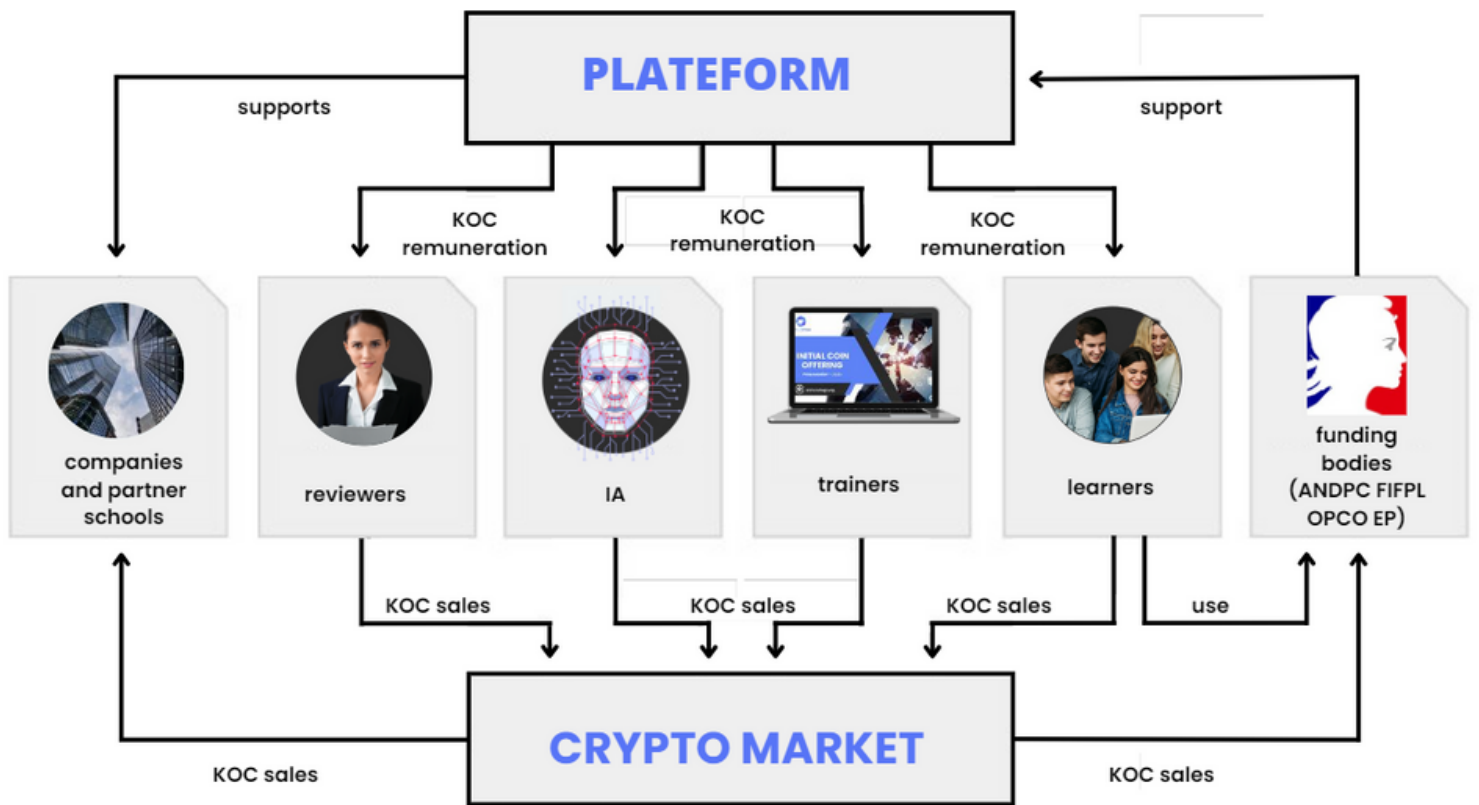 PLATEFORM
supports
support
KOC
remuneration
KOC
remuneration
KOC
remuneration
companies
and partner
schools
reviewers
IA
INITIAL COIN
OFFERING
trainers
learners
funding
bodies
(ANDPC FIFPL
OPCO EP)
KOC sales
KOC sales
KOC sales
use
CRYPTO MARKET
KOC sales
KOC sales